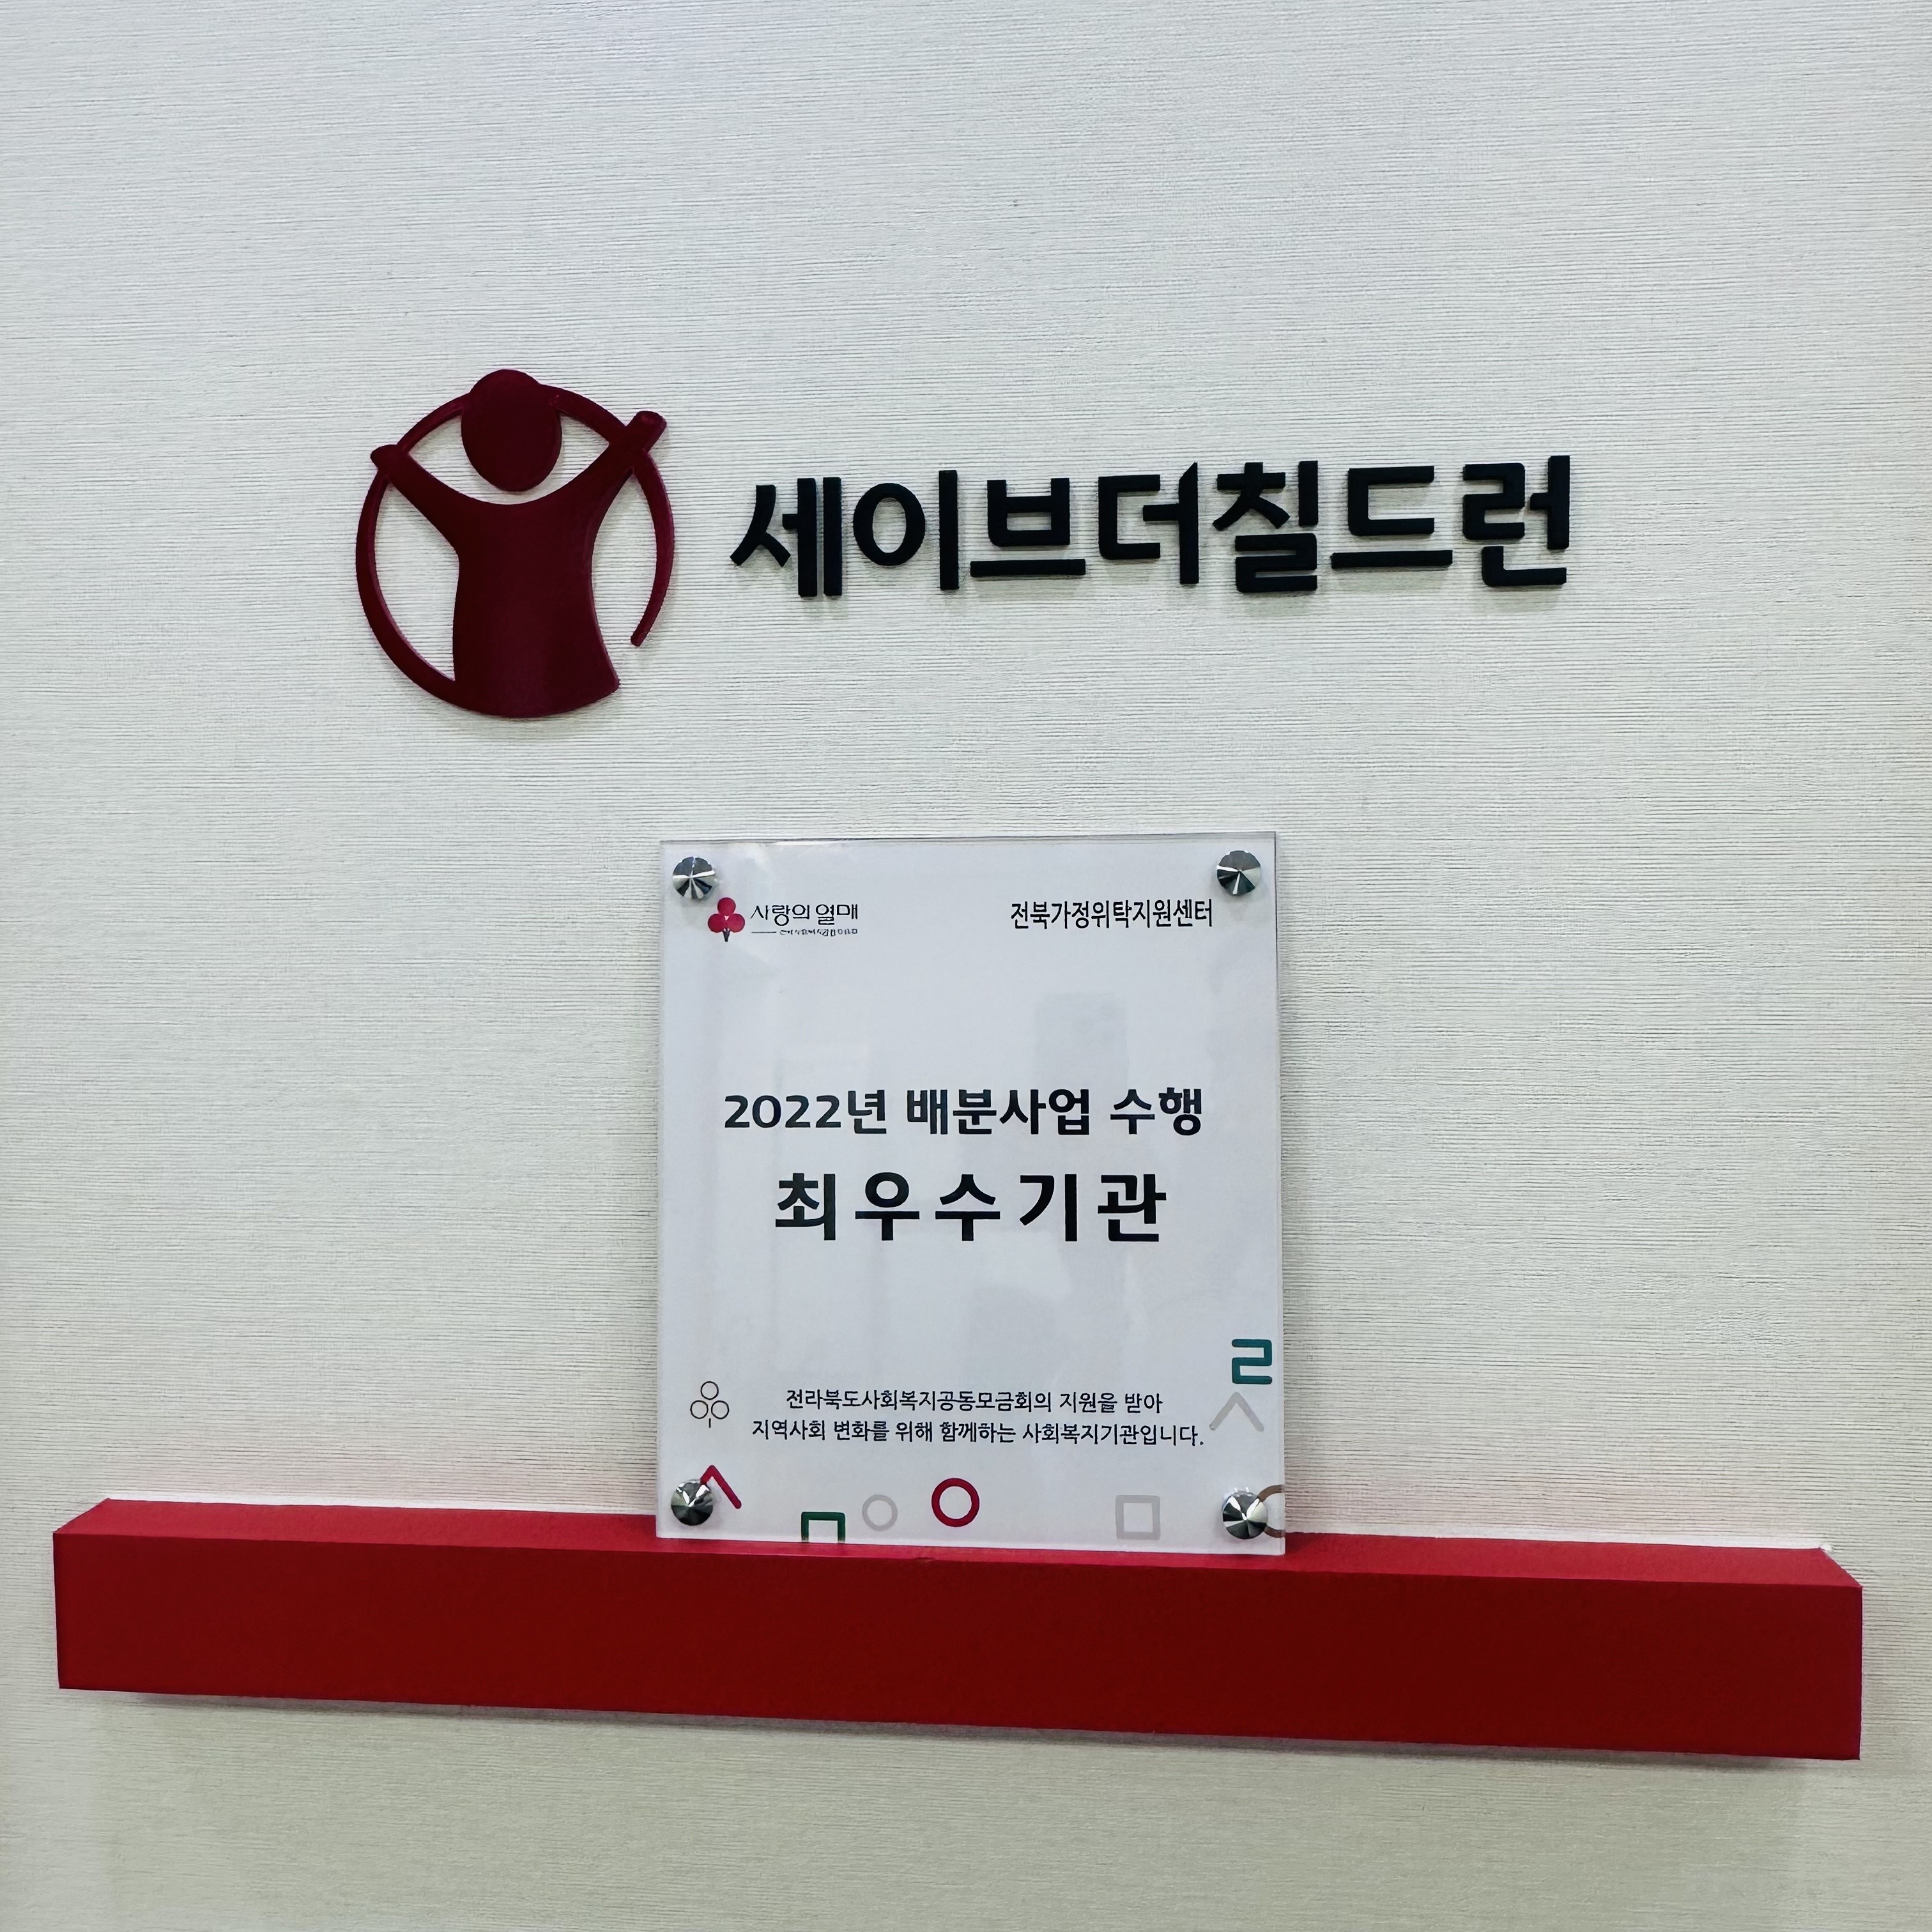 세이브더칠드런
사랑의열매
전북가정위탁지원센터
2022년 배분사업 수행
최우수기관
전라북도사회복지공동모금회의 지원을 받아
지역사회 변화를 위해 함께하는 사회복지기관입니다.